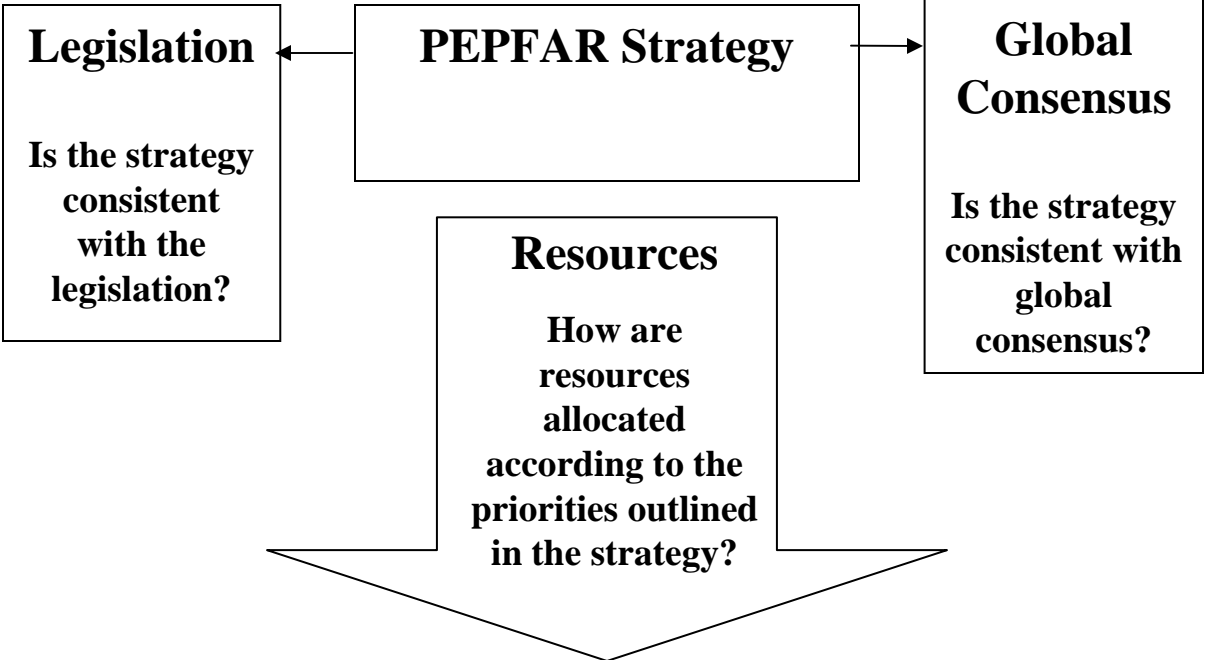 Legislation
Is the strategy
consistent
with the
legislation?
PEPFAR Strategy
Global
Consensus
Is the strategy
consistent with
global
consensus?
Resources
How are
resources
allocated
according to the
priorities outlined
in the strategy?